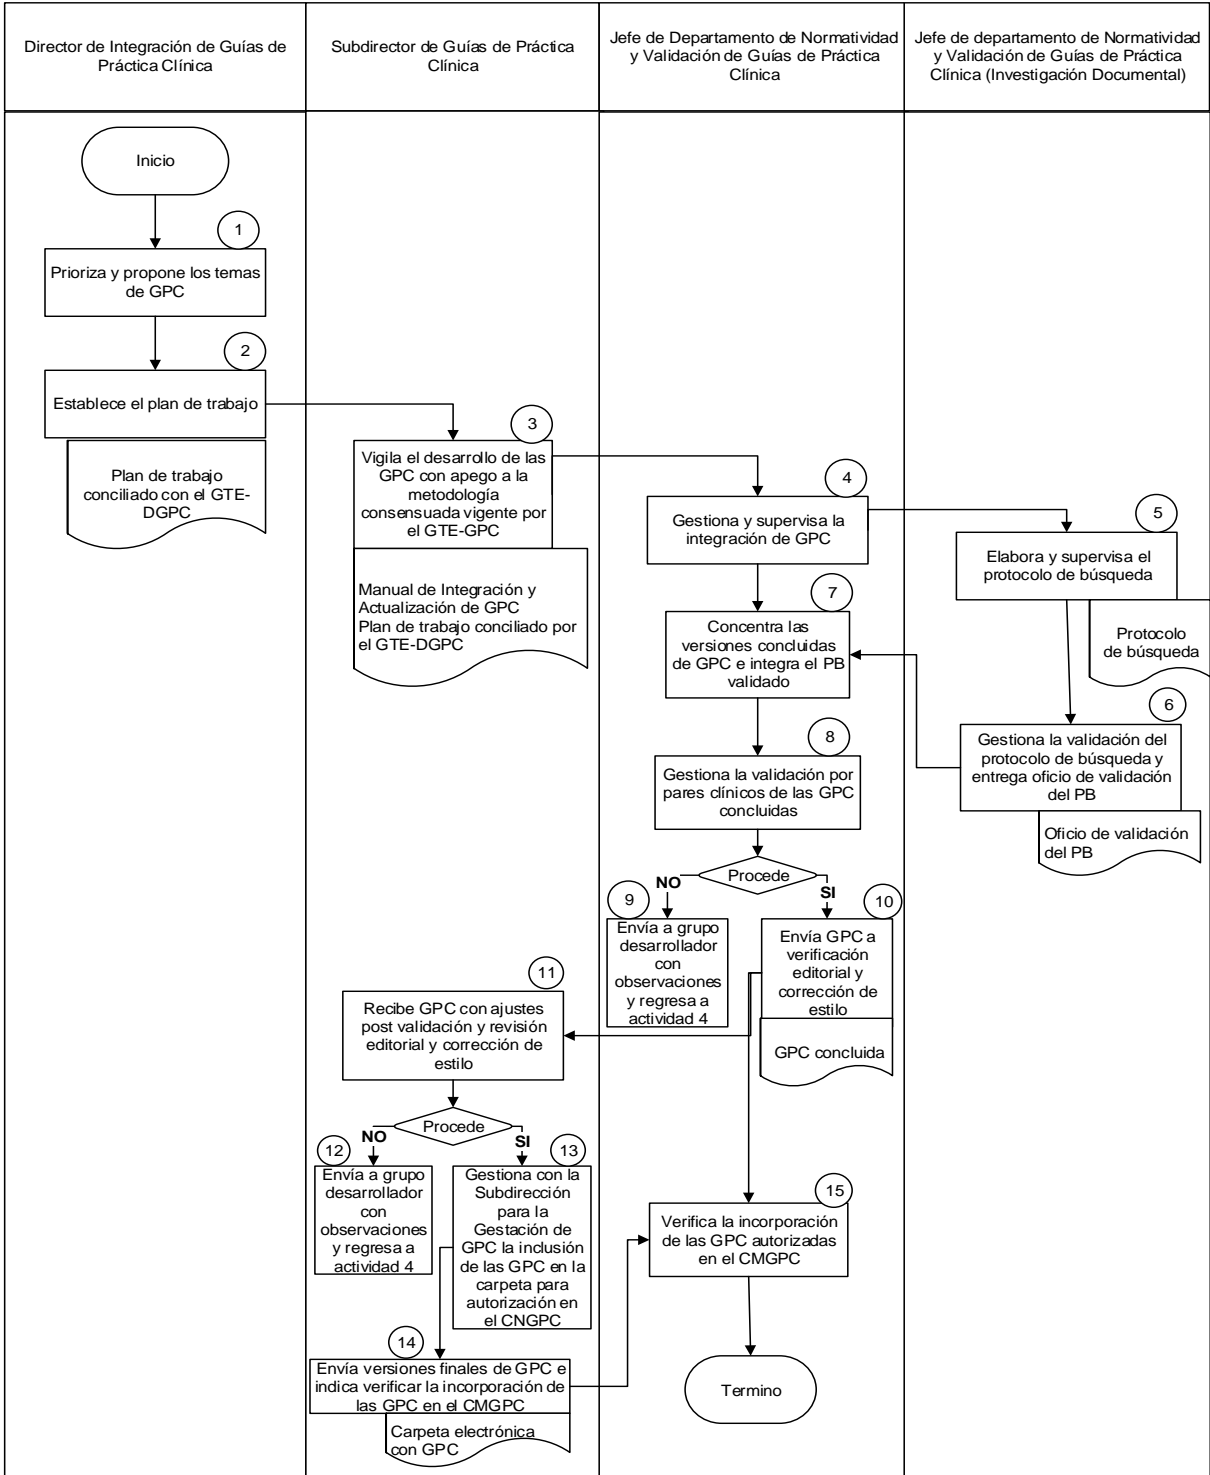 Director de Integración de Guías de
Práctica Clínica
Subdirector de Guías de Práctica
Clínica
Jefe de Departamento de Normatividad
y Validación de Guías de Práctica
Clínica
Jefe de departamento de Normatividad
y Validación de Guías de Práctica
Clínica (Investigación Documental)
Inicio
1
Prioriza y propone los temas
de GPC
2
Establece el plan de trabajo
Plan de trabajo
conciliado con el GTE-
DGPC
3
Vigila el desarrollo de las
GPC con apego a la
metodología
consensuada vigente por
el GTE-GPC
Manual de Integración y
Actualización de GPC
Plan de trabajo conciliado por
el GTE-DGPC
4
Gestiona y supervisa la
integración de GPC
5
Elabora y supervisa el
protocolo de búsqueda
Protocolo
de búsqueda
6
Gestiona la validación del
protocolo de búsqueda y
entrega oficio de validación
del PB
Oficio de validación
del PB
7
Concentra las
versiones concluidas
de GPC e integra el PB
validado
8
Gestiona la validación por
pares clínicos de las GPC
concluidas
Procede
NO
SI
9
Envía a grupo
desarrollador
con
observaciones
y regresa a
actividad 4
10
Envía GPC a
verificación
editorial y
corrección de
estilo
GPC concluida
11
Recibe GPC con ajustes
post validación y revisión
editorial y corrección de
estilo
Procede
NO
SI
12
Envía a grupo
desarrollador
con
observaciones
y regresa a
actividad 4
13
Gestiona con la
Subdirección
para la
Gestación de
GPC la inclusión
de las GPC en la
carpeta para
autorización en
el CNGPC
14
Envía versiones finales de GPC e
indica verificar la incorporación de
las GPC en el CMGPC
Carpeta electrónica
con GPC
15
Verifica la incorporación
de las GPC autorizadas
en el CMGPC
Termino